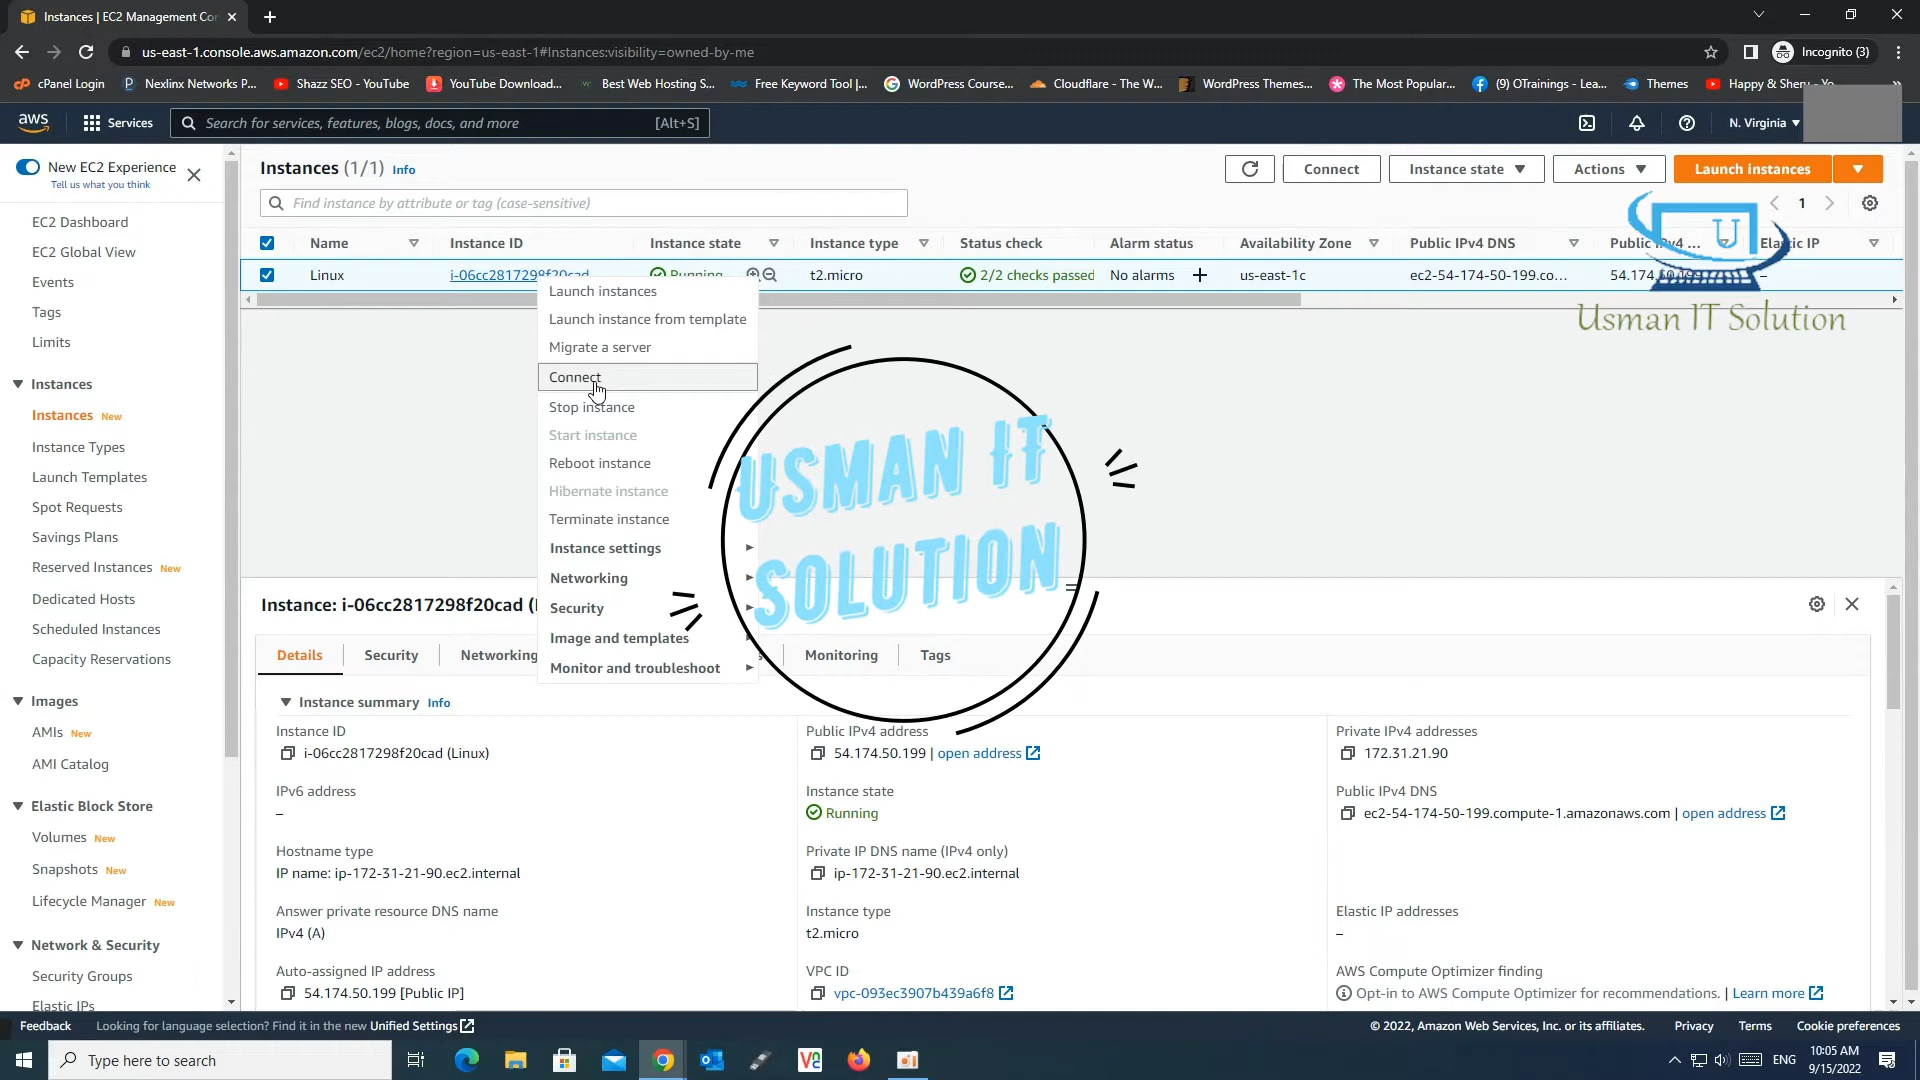 Instances | EC2 Management Con
us-east-1.console.aws.amazon.com/ec2/home?region=us-east-1#Instances:visibility=owned-by-me
Incognito (3)
cPanel Login
Nexlinx Networks P...
Shazz SEO - YouTube
YouTube Download...
Best Web Hosting S...
Free Keyword Tool |...
WordPress Course...
Cloudflare - The W...
WordPress Themes...
The Most Popular...
(9) OTrainings - Lea...
Themes
aws
Services
Search for services, features, blogs, docs, and more
[Alt+S]
N. Virginia
New EC2 Experience
Tell us what you think
EC2 Dashboard
EC2 Global View
Events
Tags
Limits
Instances
Instances New
Instance Types
Launch Templates
Spot Requests
Savings Plans
Reserved Instances New
Dedicated Hosts
Scheduled Instances
Capacity Reservations
Images
AMIs New
AMI Catalog
Elastic Block Store
Volumes New
Snapshots New
Lifecycle Manager New
Network & Security
Security Groups
Elastic IPs
Instances (1/1) Info
Connect
Instance state
Actions
Launch instances
Find instance by attribute or tag (case-sensitive)
1
Name
Instance ID
Instance state
Instance type
Status check
Alarm status
Availability Zone
Public IPv4 DNS
Public IPv4 ...
Elastic IP
Linux
i-06cc2817298f20cad
Running
t2.micro
2/2 checks passed
No alarms
us-east-1c
ec2-54-174-50-199.co...
54.174.50.199
–
U
Usman IT Solution
Launch instances
Launch instance from template
Migrate a server
Connect
Stop instance
Start instance
Reboot instance
Hibernate instance
Terminate instance
Instance settings
Networking
Security
Image and templates
Monitor and troubleshoot
USMAN IT
SOLUTION
Instance: i-06cc2817298f20cad (
Details
Security
Networking
Monitoring
Tags
Instance summary Info
Instance ID
i-06cc2817298f20cad (Linux)
Public IPv4 address
54.174.50.199 | open address
Private IPv4 addresses
172.31.21.90
IPv6 address
–
Instance state
Running
Public IPv4 DNS
ec2-54-174-50-199.compute-1.amazonaws.com | open address
Hostname type
IP name: ip-172-31-21-90.ec2.internal
Private IP DNS name (IPv4 only)
ip-172-31-21-90.ec2.internal
Answer private resource DNS name
IPv4 (A)
Instance type
t2.micro
Elastic IP addresses
–
Auto-assigned IP address
54.174.50.199 [Public IP]
VPC ID
vpc-093ec3907b439a6f8
AWS Compute Optimizer finding
Opt-in to AWS Compute Optimizer for recommendations. | Learn more
Feedback
Looking for language selection? Find it in the new Unified Settings
© 2022, Amazon Web Services, Inc. or its affiliates.
Privacy
Terms
Cookie preferences
Type here to search
ENG
10:05 AM
9/15/2022